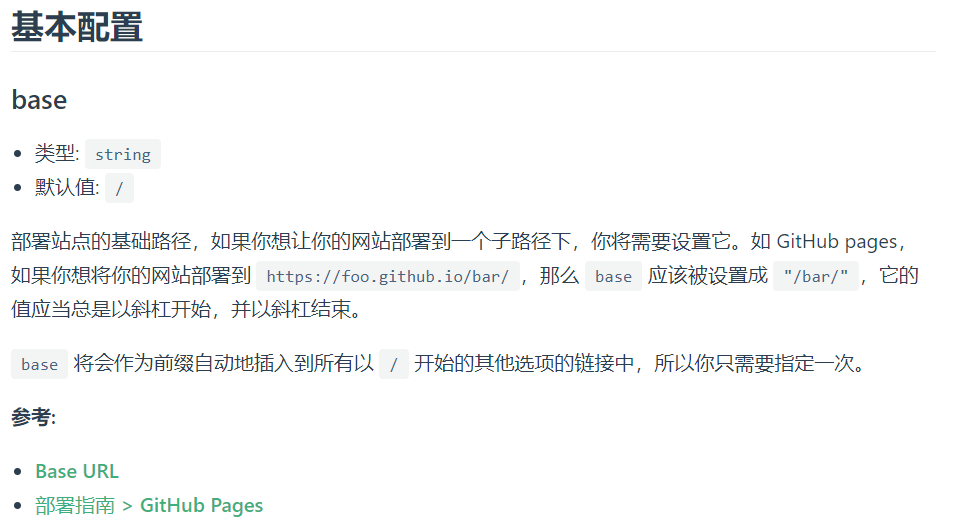 基本配置
base
类型: string
默认值: /
部署站点的基础路径，如果你想让你的网站部署到一个子路径下，你将需要设置它。如 GitHub pages，
如果你想将你的网站部署到 https://foo.github.io/bar/ ，那么 base 应该被设置成 "/bar/" ，它的
值应当总是以斜杠开始，并以斜杠结束。
base 将会作为前缀自动地插入到所有以 / 开始的其他选项的链接中，所以你只需要指定一次。
参考:
Base URL
部署指南 > GitHub Pages